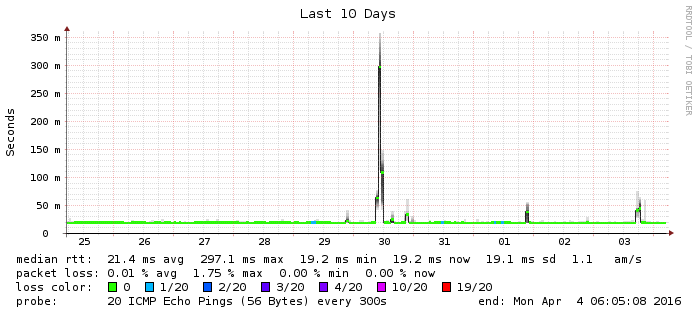 Last 10 Days
RRDTOOL / TOBI OETIKER
Seconds
350 m
300 m
250 m
200 m
150 m
100 m
50 m
0
25 26 27 28 29 30 31 01 02 03
median rtt: 21.4 ms avg 297.1 ms max 19.2 ms min 19.2 ms now 19.1 ms sd 1.1 am/s
packet loss: 0.01 % avg 1.75 % max 0.00 % min 0.00 % now
loss color: 0 1/20 2/20 3/20 4/20 10/20 19/20
probe: 20 ICMP Echo Pings (56 Bytes) every 300s end: Mon Apr 4 06:05:08 2016